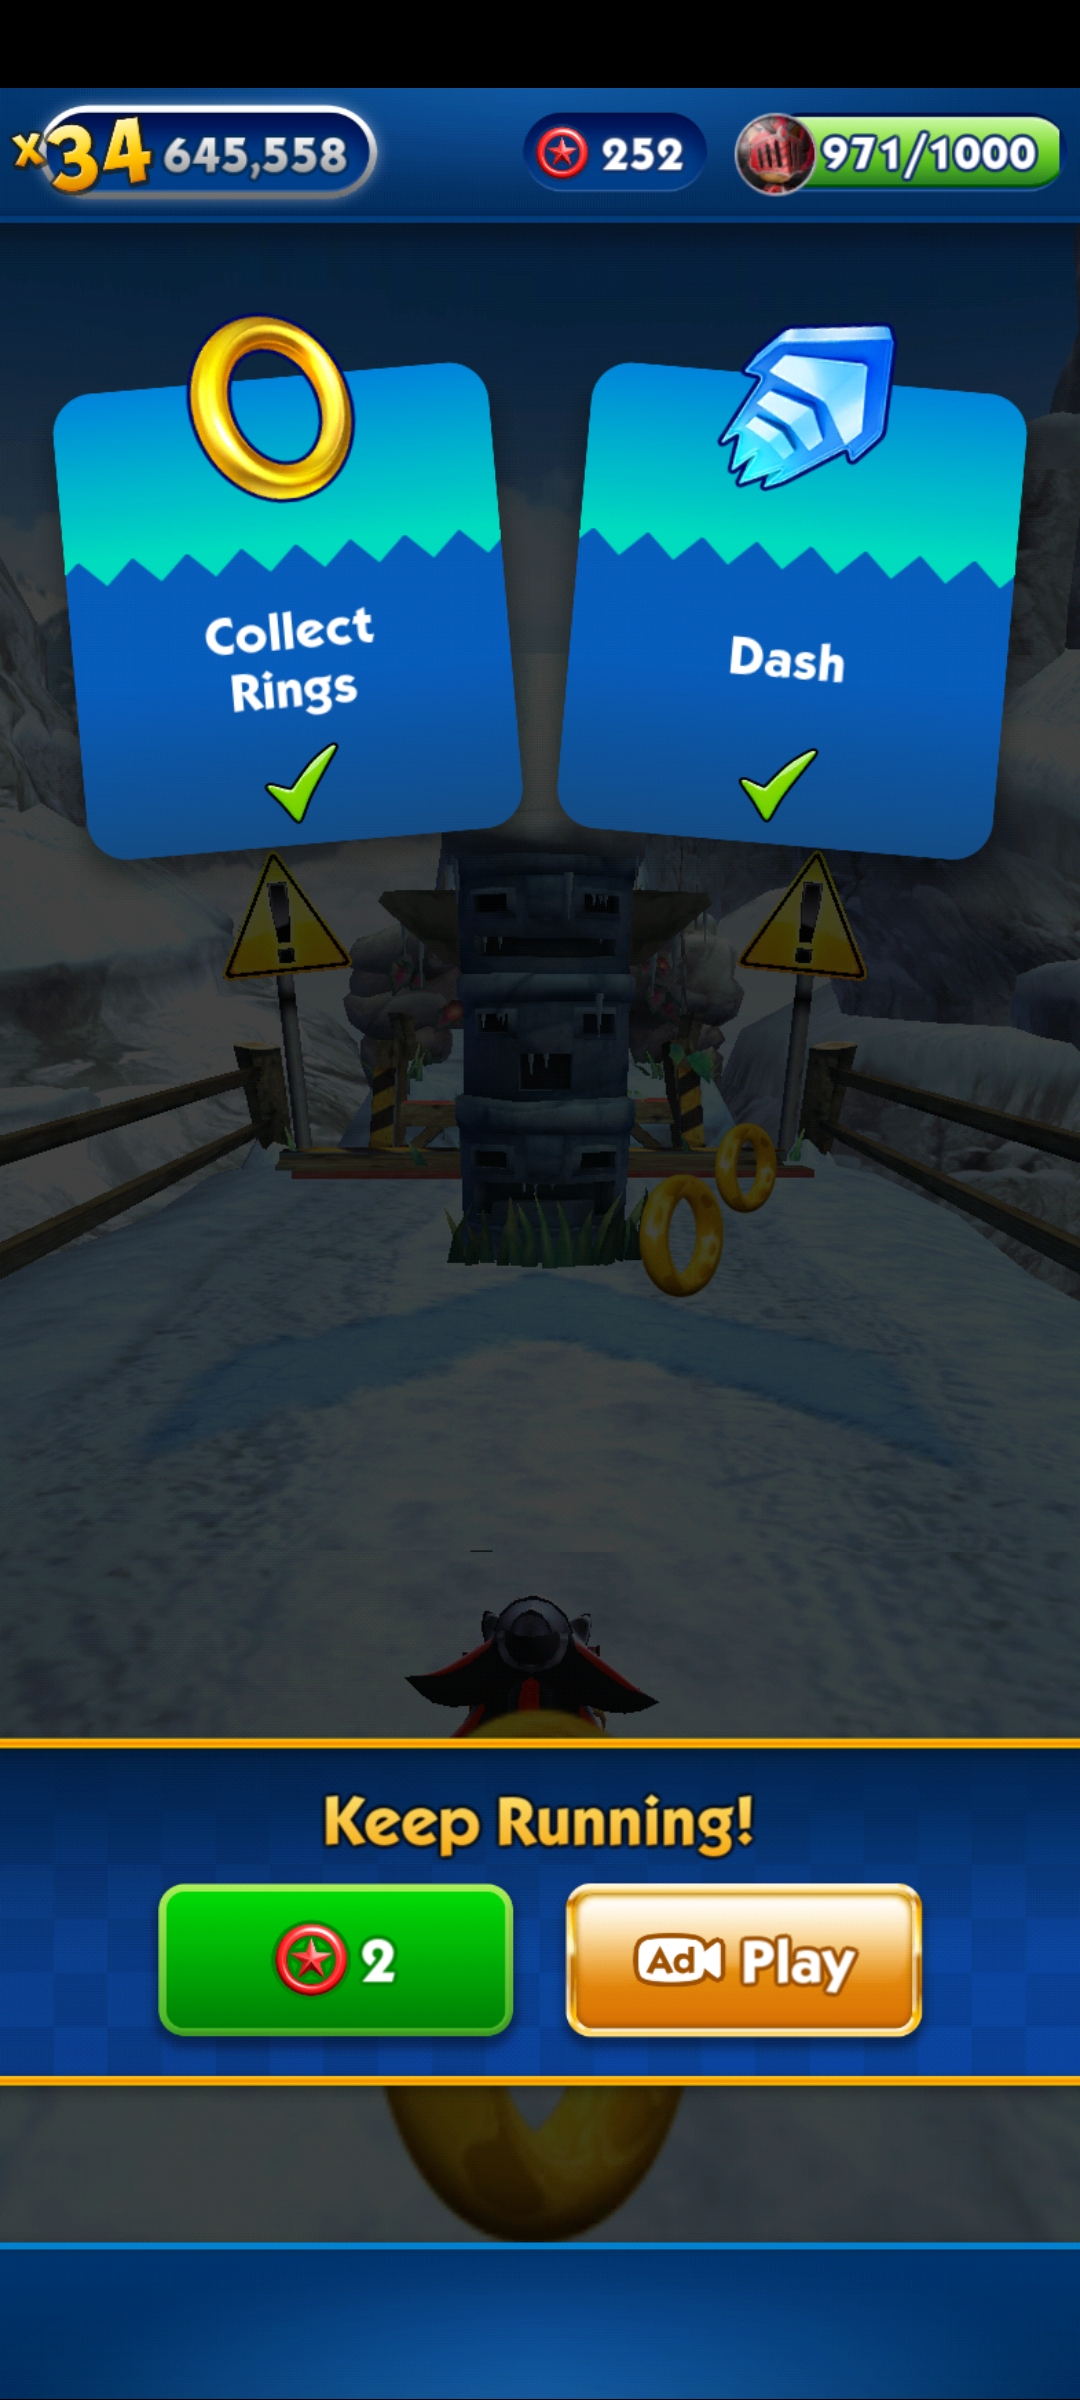 x34 645,558
252
971/1000
Collect
Rings
Dash
Keep Running!
2
Ad Play